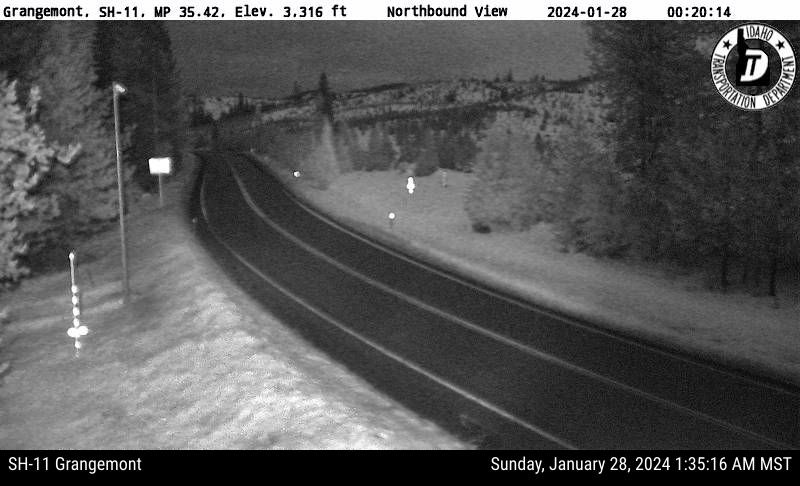 Grangemont, SH-11, MP 35.42, Elev. 3,316 ft Northbound View 2024-01-28 00:20:14
IDAHO
TRANSPORTATION DEPARTMENT
SH-11 Grangemont Sunday, January 28, 2024 1:35:16 AM MST